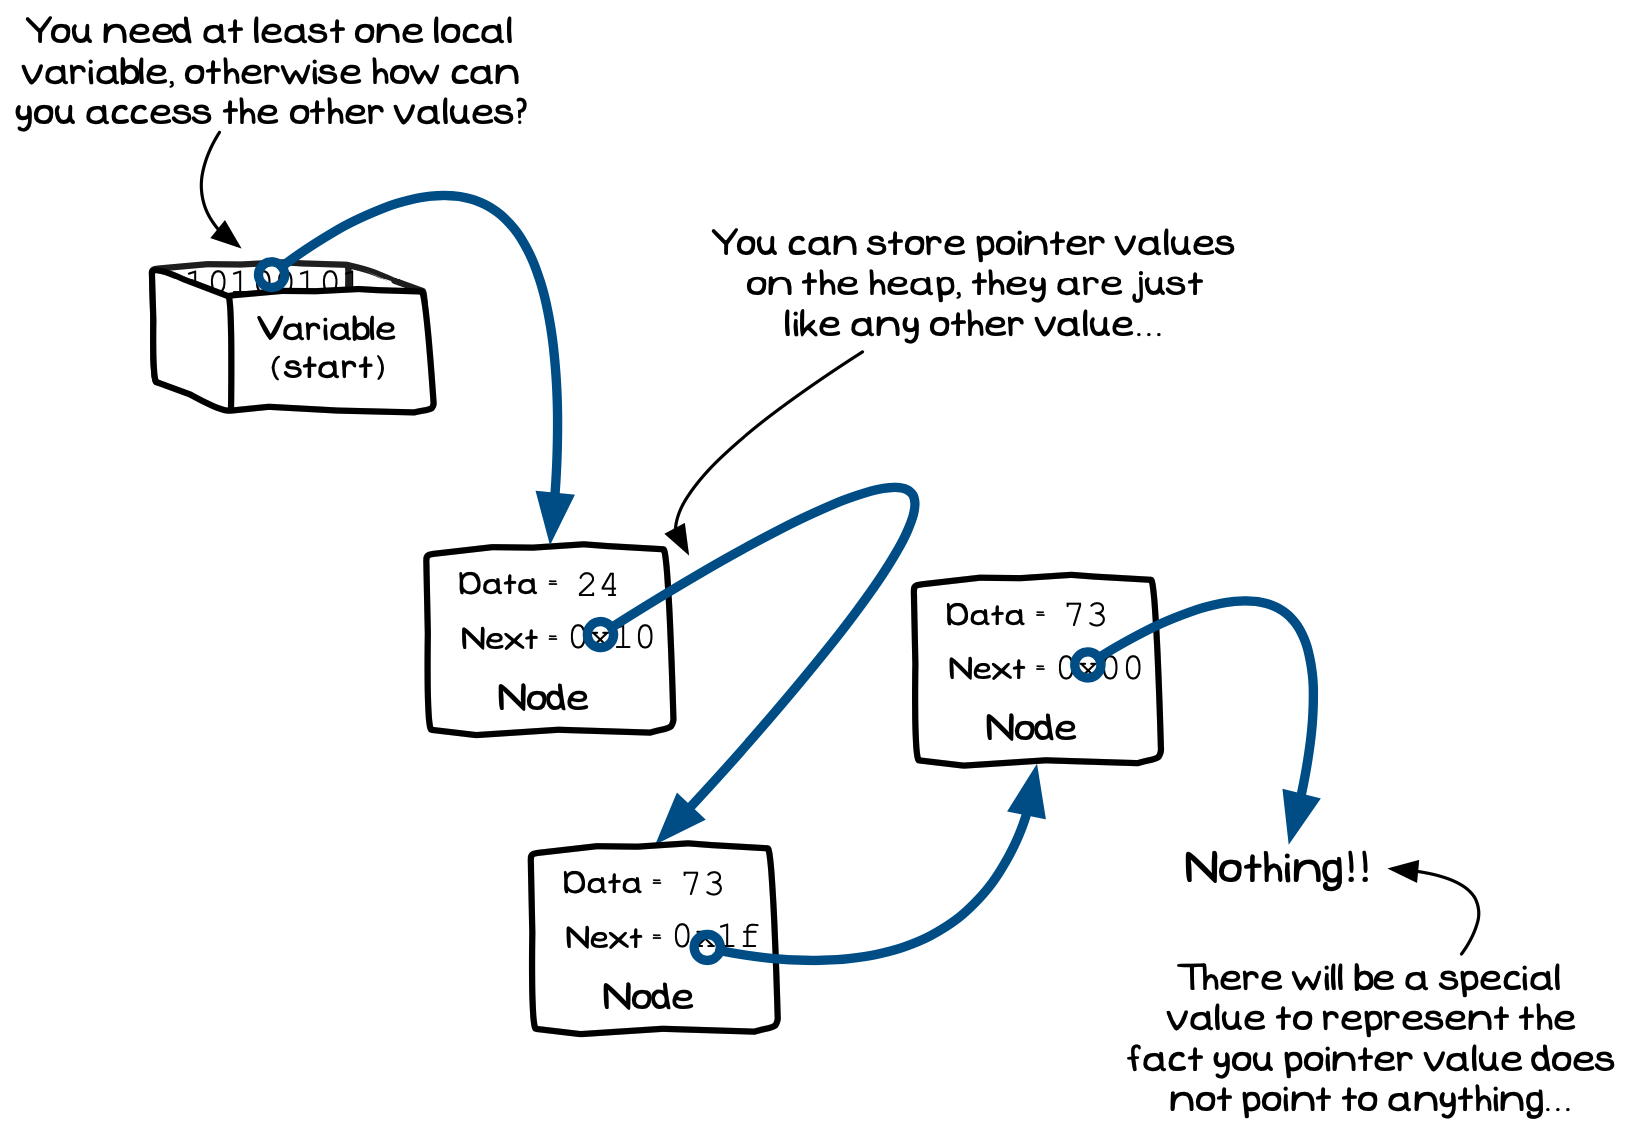 You need at least one local
variable, otherwise how can
you access the other values?
10100101
Variable
(start)
You can store pointer values
on the heap, they are just
like any other value...
Data = 24
Next = 0x10
Node
Data = 73
Next = 0x00
Node
Data = 73
Next = 0x1f
Node
Nothing!!
There will be a special
value to represent the
fact you pointer value does
not point to anything...